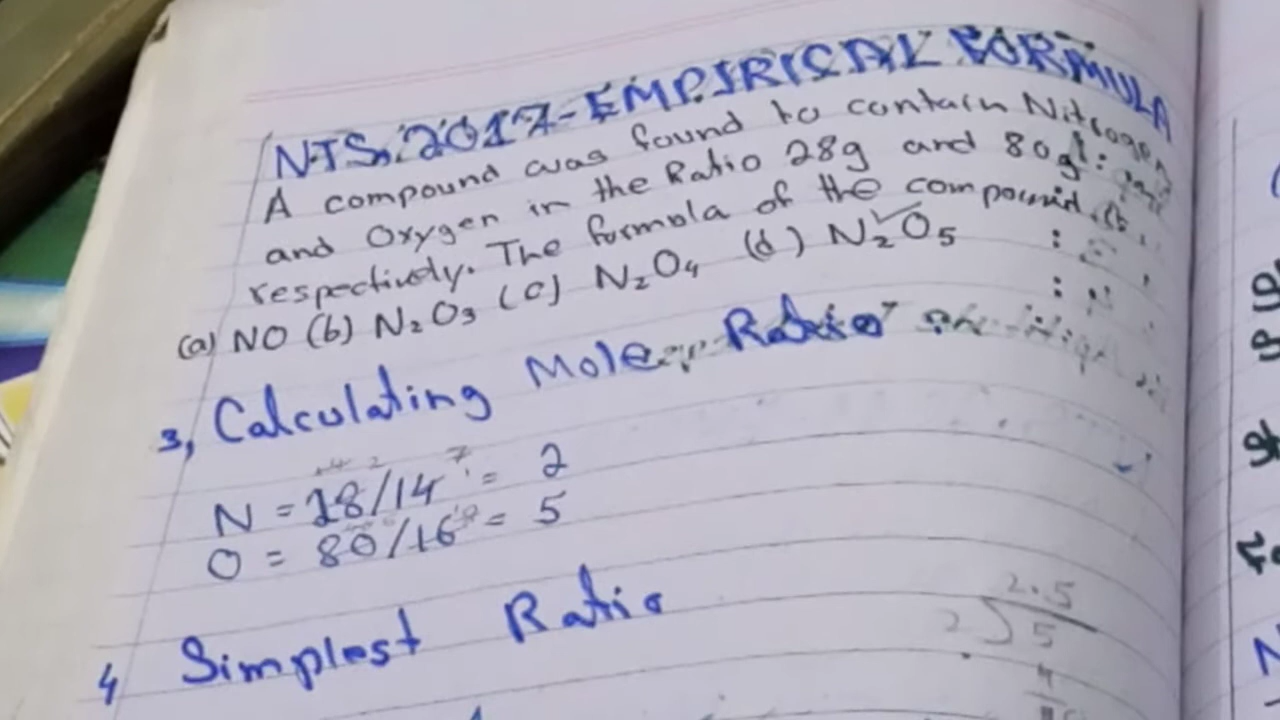 NTS. 2017-EMPIRICAL FORMULA
A compound was found to contain Nitrogen
and Oxygen in the Ratio 28g and 80g
respectively. The formula of the compound
(a) NO (b) N₂O₃ (c) N₂O₄ (d) N₂O₅
3, Calculating Mole Ratio
N = 28/14 = 2
O = 80/16 = 5
4 Simplest Ratio
2.5
2 5
4